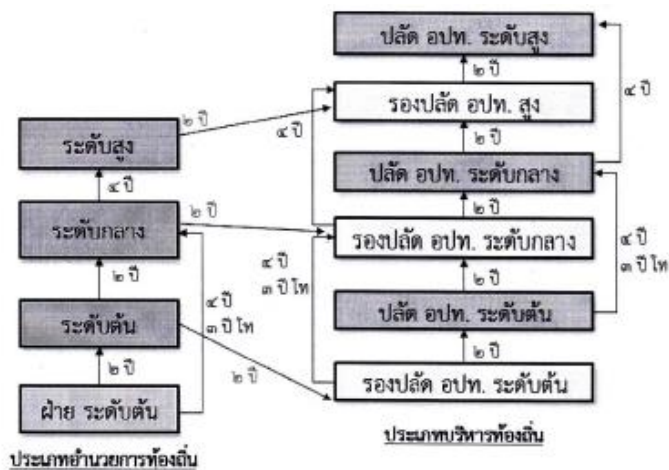 ปลัด อปท. ระดับสูง
๒ ปี
รองปลัด อปท. สูง
๔ ปี
๒ ปี
๔ ปี
๒ ปี
ระดับสูง
ปลัด อปท. ระดับกลาง
๔ ปี
๒ ปี
๒ ปี
ระดับกลาง
รองปลัด อปท. ระดับกลาง
๒ ปี
๔ ปี
๓ ปี โท
๒ ปี
๔ ปี
๓ ปี โท
๔ ปี
๓ ปี โท
ระดับต้น
ปลัด อปท. ระดับต้น
๒ ปี
๒ ปี
๒ ปี
ฝ่าย ระดับต้น
รองปลัด อปท. ระดับต้น
ประเภทอำนวยการท้องถิ่น
ประเภทบริหารท้องถิ่น